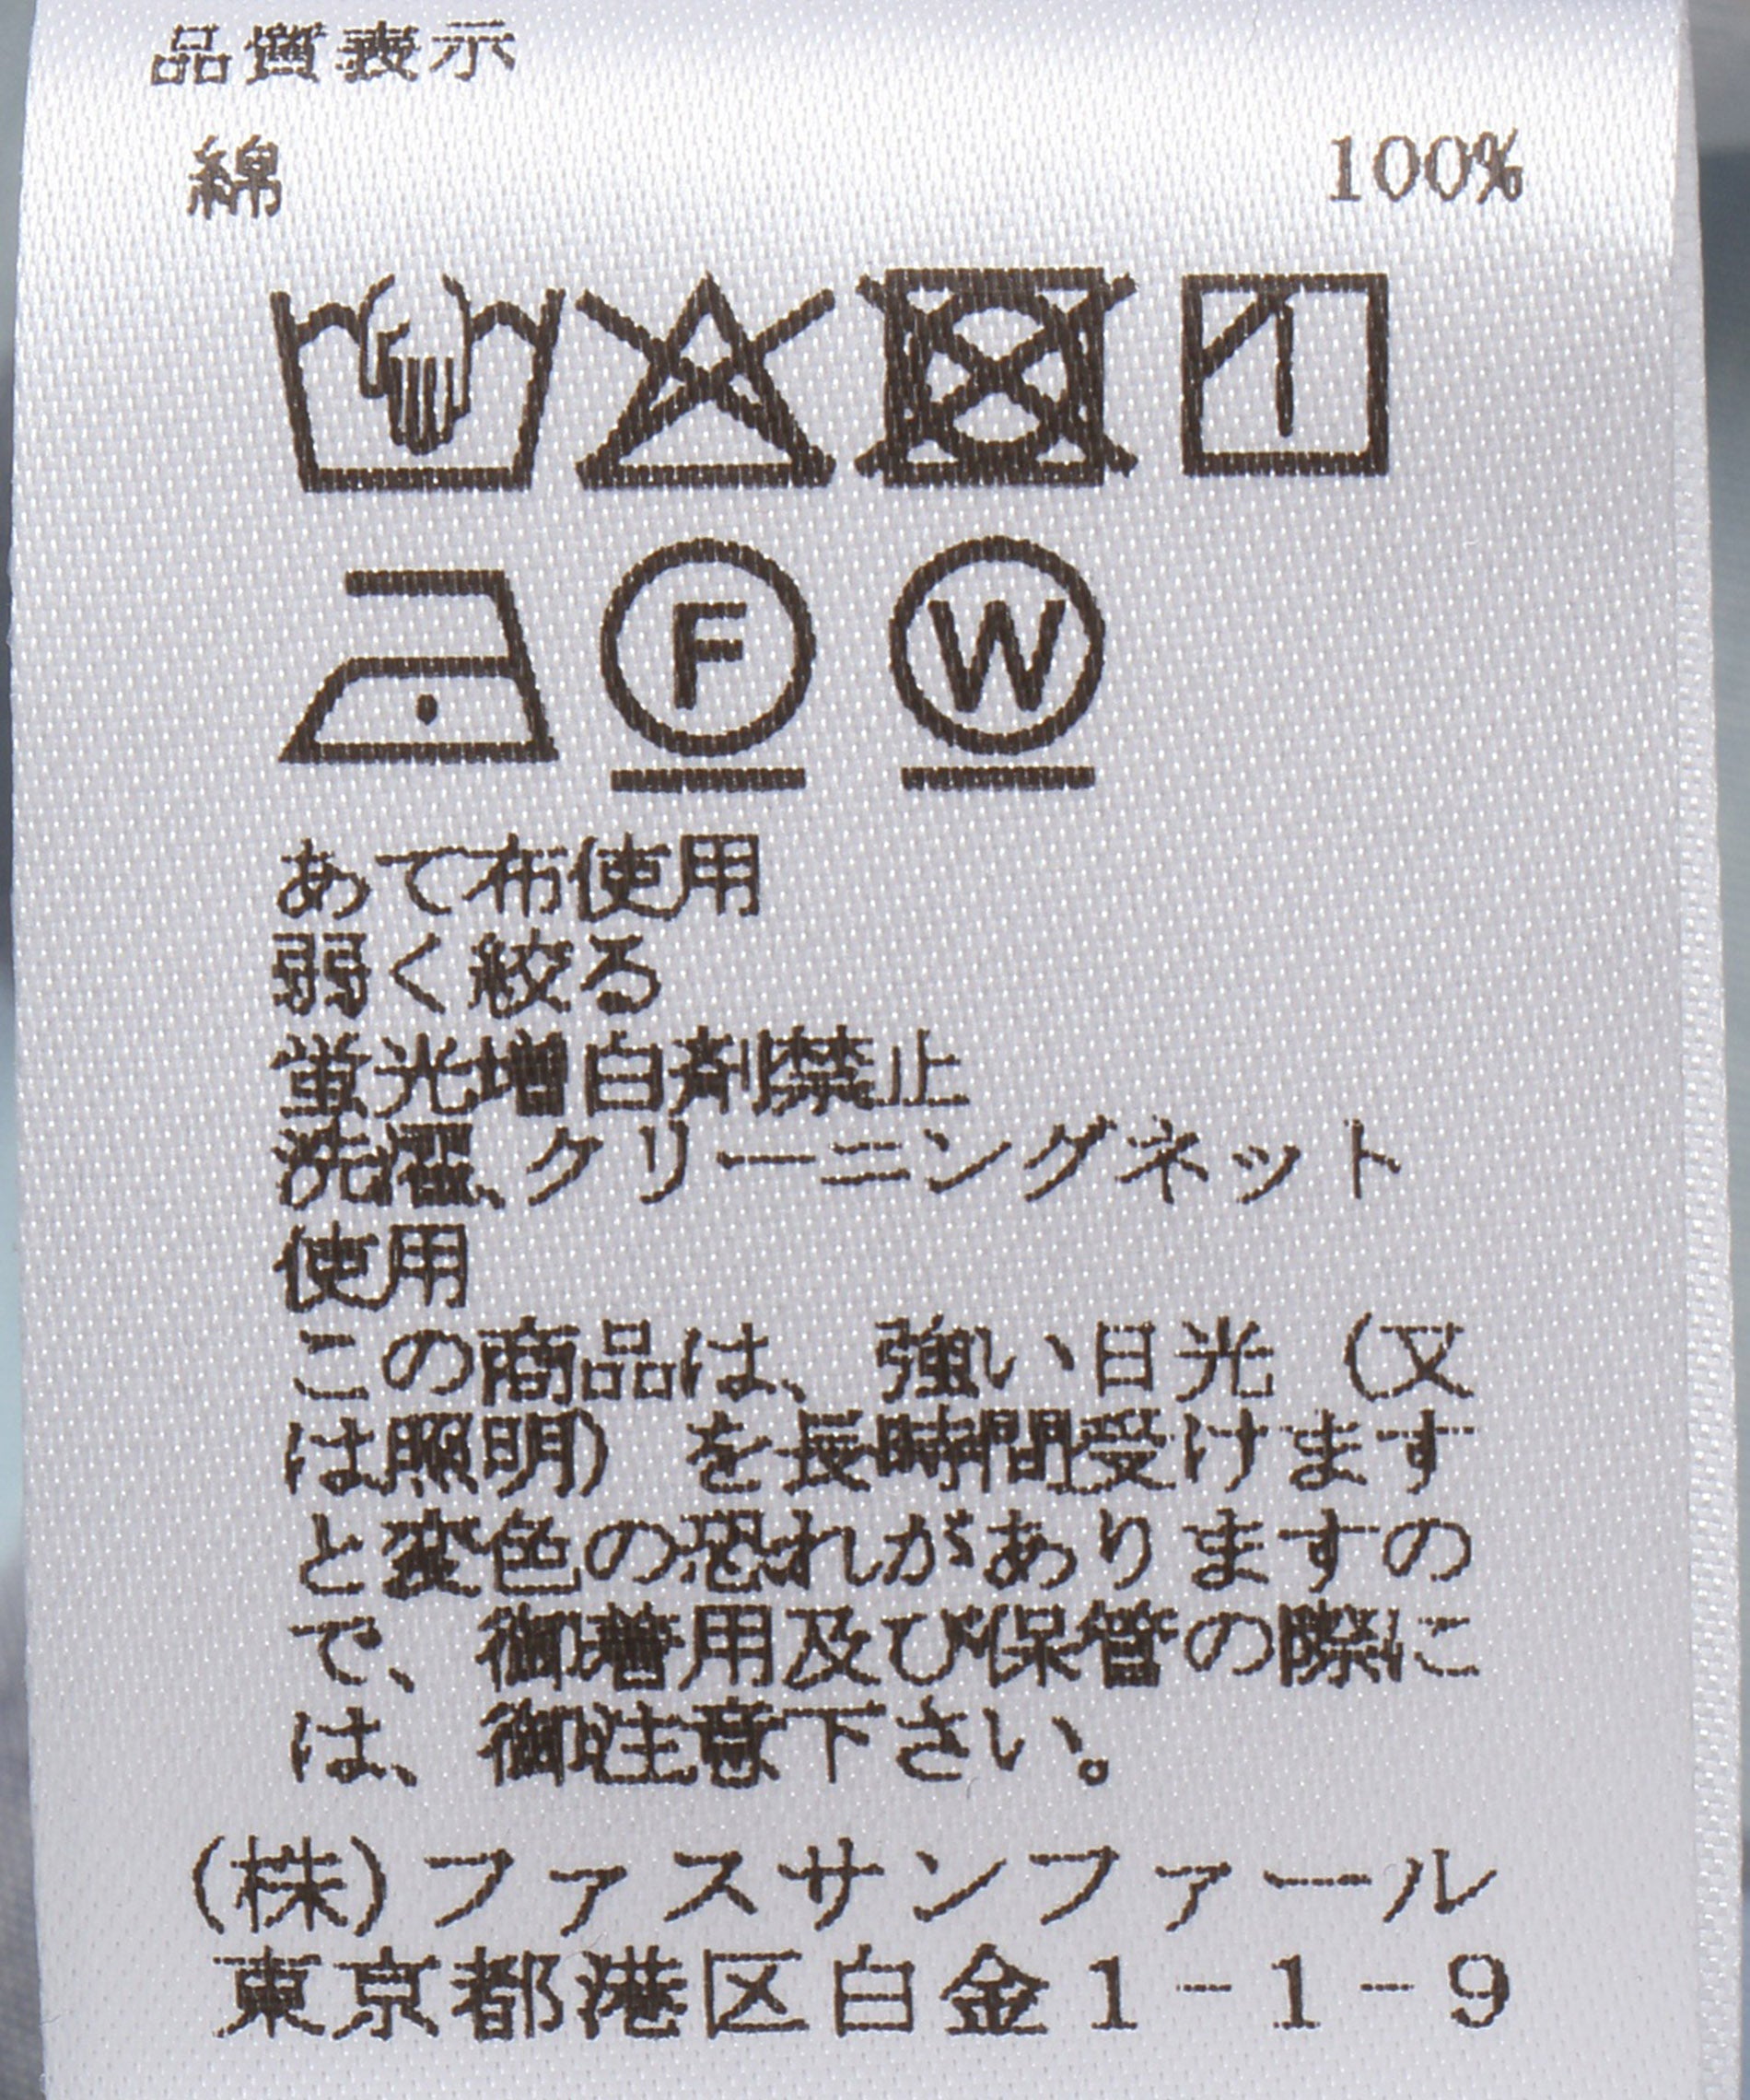 品質表示
綿 100%
F W
あて布使用
弱く絞る
蛍光増白剤禁止
洗濯、クリーニングネット
使用
この商品は、強い日光（又
は照明）を長時間受けます
と変色の恐れがありますの
で、御着用及び保管の際に
は、御注意下さい。
(株)ファスサンファール
東京都港区白金1-1-9